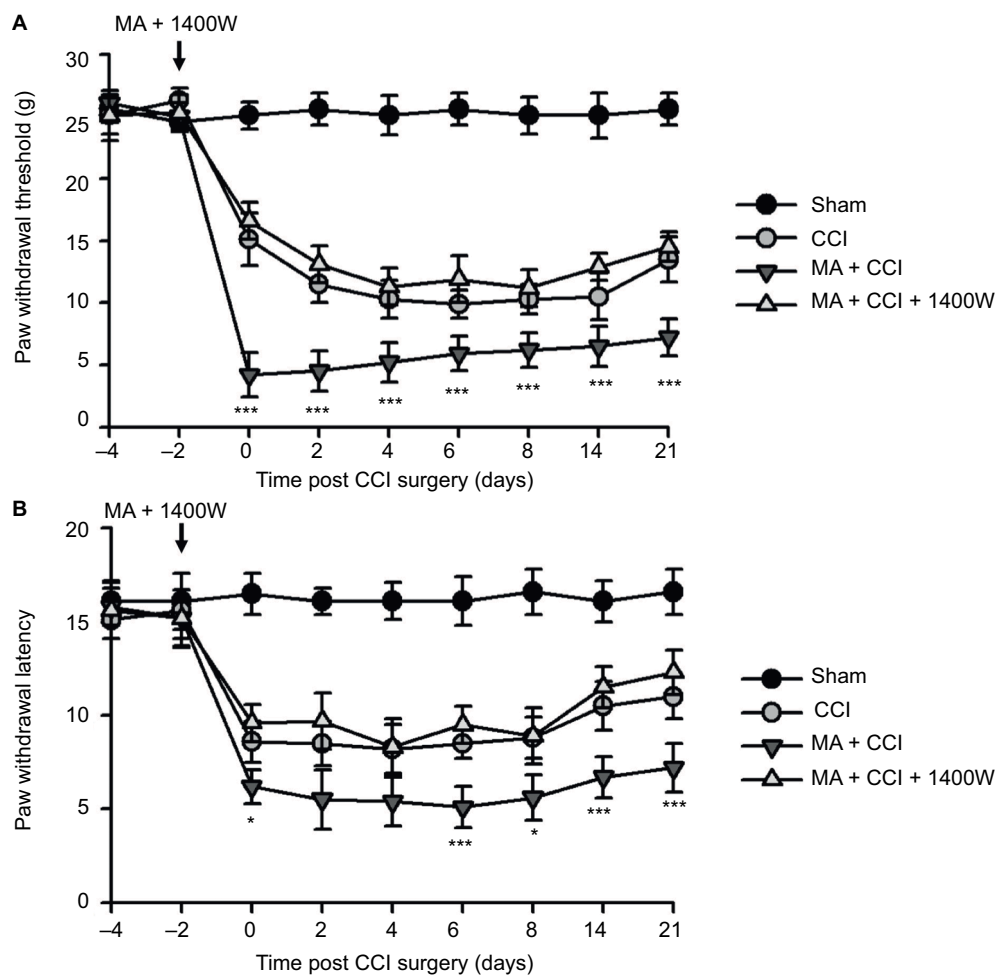 A
MA + 1400W
30
25
20
15
10
5
0
Paw withdrawal threshold (g)
*** *** *** *** *** *** ***
–4 –2 0 2 4 6 8 14 21
Time post CCI surgery (days)
Sham
CCI
MA + CCI
MA + CCI + 1400W
B
MA + 1400W
20
15
10
5
0
Paw withdrawal latency
* *** * *** ***
–4 –2 0 2 4 6 8 14 21
Time post CCI surgery (days)
Sham
CCI
MA + CCI
MA + CCI + 1400W